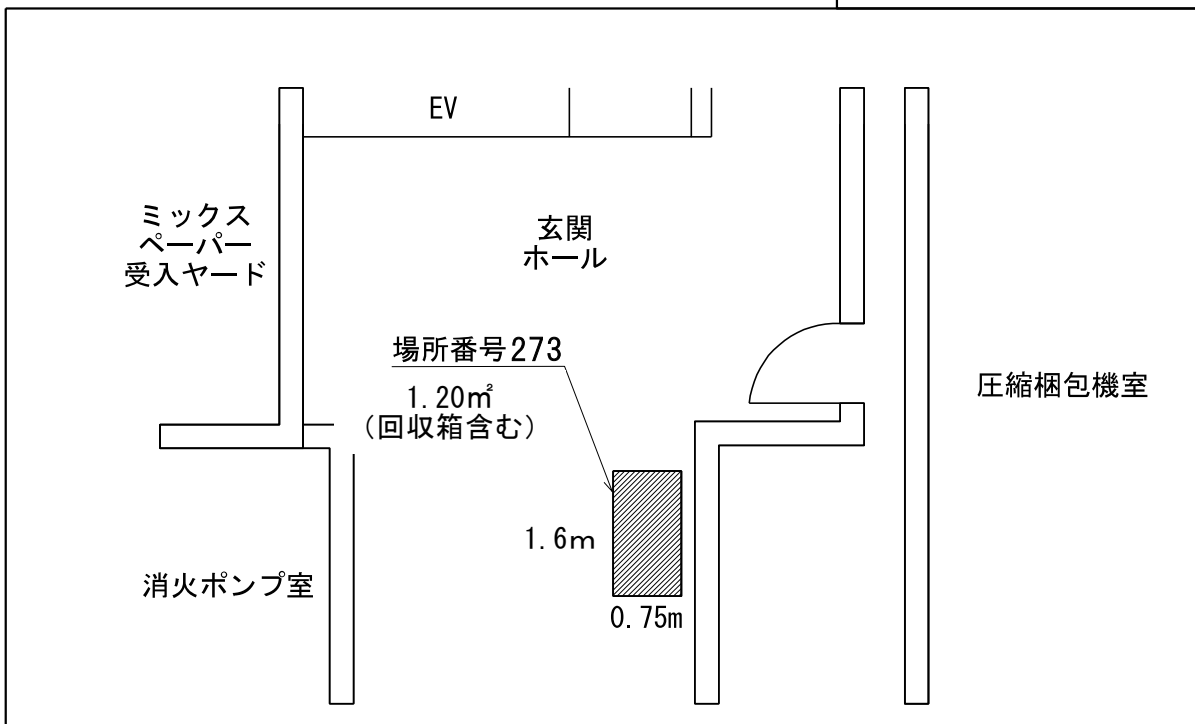 EV
ミックス
ペーパー
受入ヤード
玄関
ホール
場所番号273
1.20㎡
(回収箱含む)
圧縮梱包機室
1.6m
消火ポンプ室
0.75m